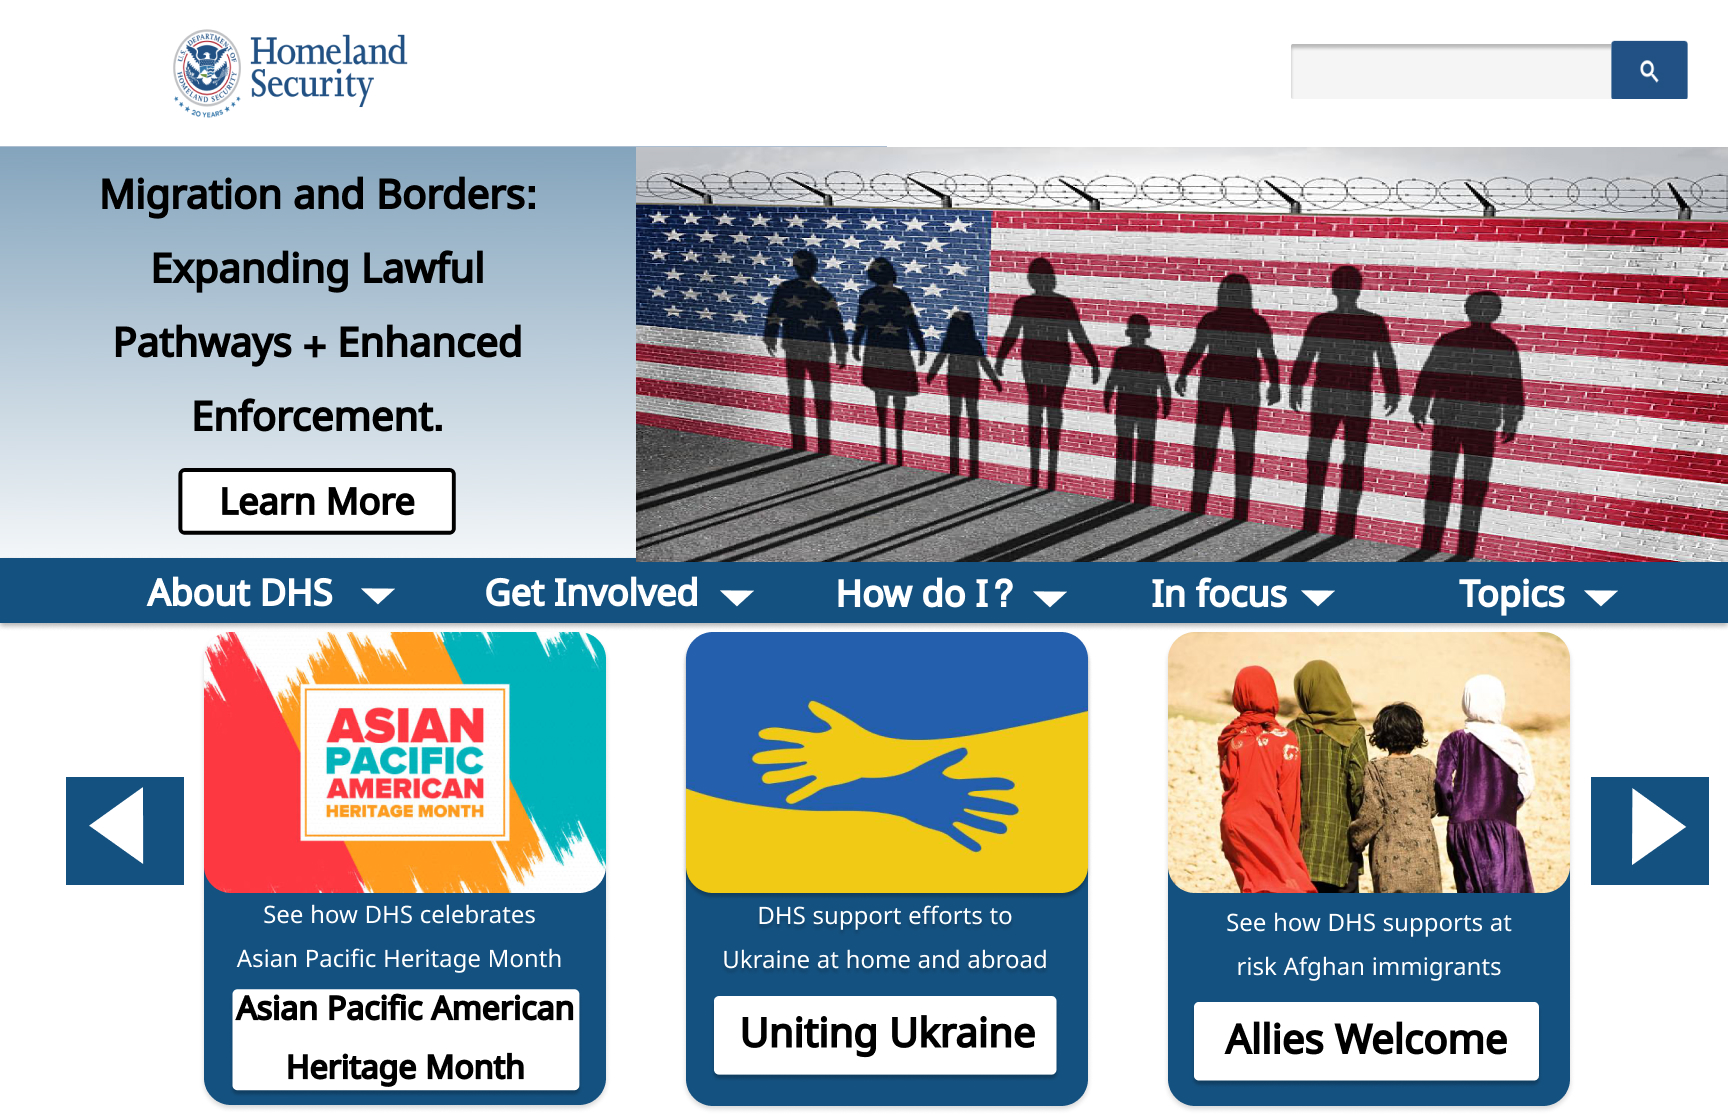 U.S. DEPARTMENT OF
HOMELAND SECURITY
20 YEARS
Homeland
Security
Migration and Borders:
Expanding Lawful
Pathways + Enhanced
Enforcement.
Learn More
About DHS
Get Involved
How do I ?
In focus
Topics
ASIAN
PACIFIC
AMERICAN
HERITAGE MONTH
See how DHS celebrates
Asian Pacific Heritage Month
Asian Pacific American
Heritage Month
DHS support efforts to
Ukraine at home and abroad
Uniting Ukraine
See how DHS supports at
risk Afghan immigrants
Allies Welcome